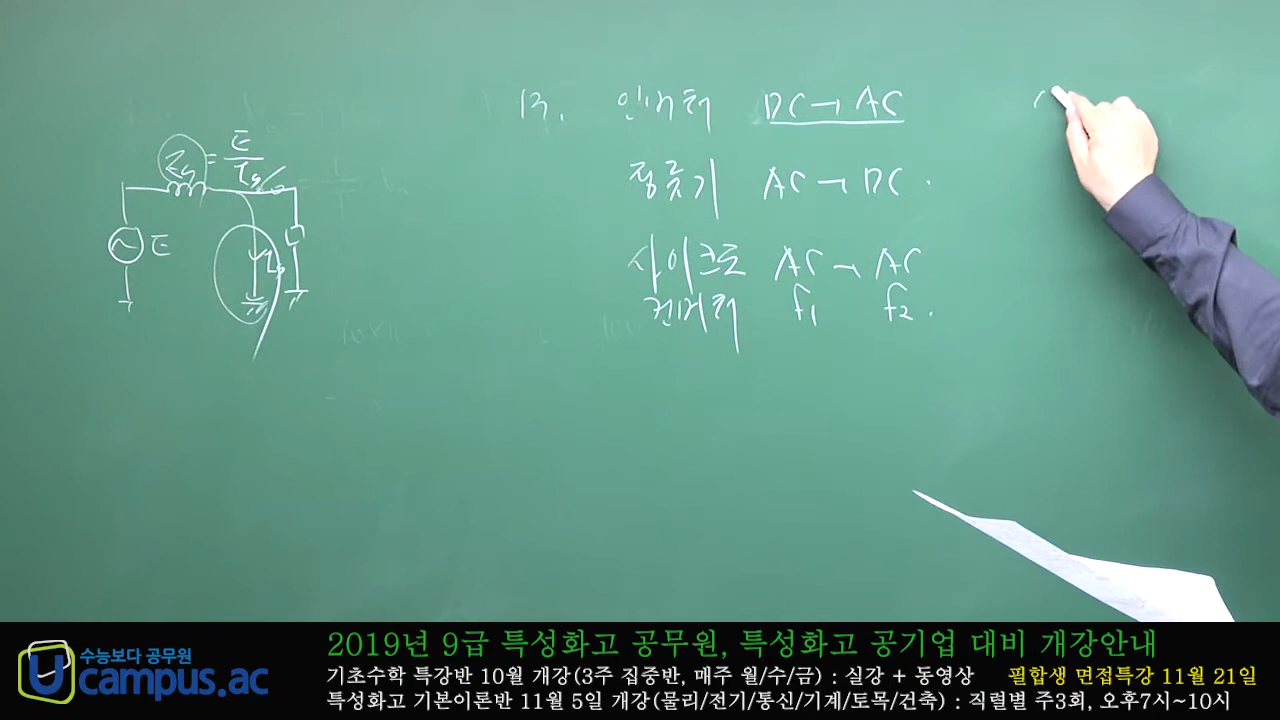 Zs = E / Is
E
13. 인버터 DC → AC
정류기 AC → DC .
사이크로 AC → AC
컨버터 f1 f2 .
수능보다 공무원
Ucampus.ac
2019년 9급 특성화고 공무원, 특성화고 공기업 대비 개강안내
기초수학 특강반 10월 개강(3주 집중반, 매주 월/수/금) : 실강 + 동영상 필합생 면접특강 11월 21일
특성화고 기본이론반 11월 5일 개강(물리/전기/통신/기계/토목/건축) : 직렬별 주3회, 오후7시~10시